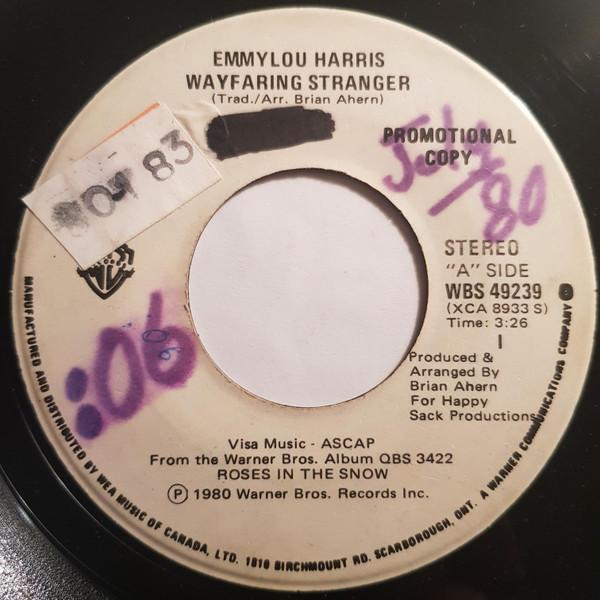 EMMYLOU HARRIS
WAYFARING STRANGER
(Trad./Arr. Brian Ahern)
PROMOTIONAL
COPY
83
/80
STEREO
"A" SIDE
WBS 49239
(XCA 8933 S)
Time: 3:26
I
Produced &
Arranged By
Brian Ahern
For Happy
Sack Productions
:06
06
Visa Music - ASCAP
From the Warner Bros. Album QBS 3422
ROSES IN THE SNOW
Ⓟ 1980 Warner Bros. Records Inc.
MANUFACTURED AND DISTRIBUTED BY WEA MUSIC OF CANADA, LTD. 1810 BIRCHMOUNT RD. SCARBOROUGH, ONT. A WARNER COMMUNICATIONS COMPANY